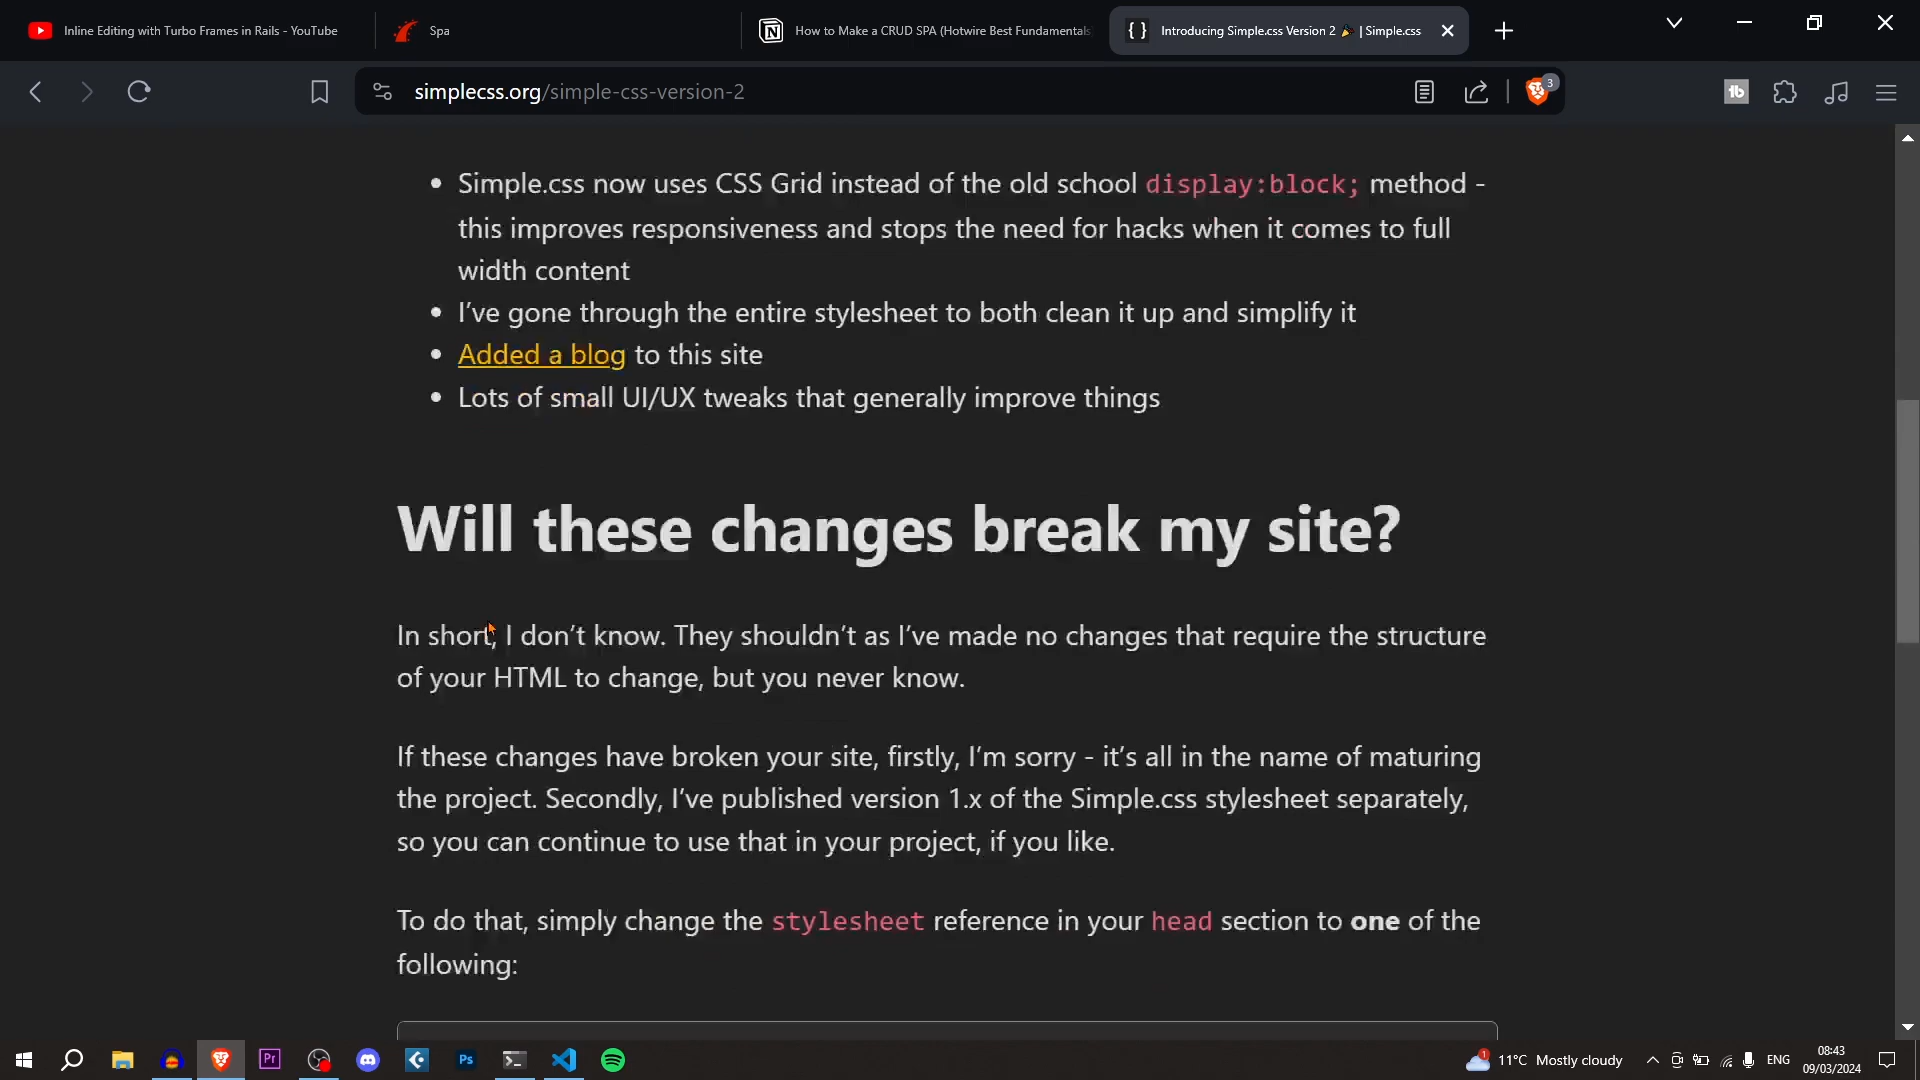 Inline Editing with Turbo Frames in Rails - YouTube
Spa
How to Make a CRUD SPA (Hotwire Best Fundamentals
{ } Introducing Simple.css Version 2 🎉 | Simple.css
simplecss.org/simple-css-version-2
3
tb
• Simple.css now uses CSS Grid instead of the old school display:block; method -
this improves responsiveness and stops the need for hacks when it comes to full
width content
• I’ve gone through the entire stylesheet to both clean it up and simplify it
• Added a blog to this site
• Lots of small UI/UX tweaks that generally improve things
Will these changes break my site?
In short, I don’t know. They shouldn’t as I’ve made no changes that require the structure
of your HTML to change, but you never know.
If these changes have broken your site, firstly, I’m sorry - it’s all in the name of maturing
the project. Secondly, I’ve published version 1.x of the Simple.css stylesheet separately,
so you can continue to use that in your project, if you like.
To do that, simply change the stylesheet reference in your head section to one of the
following:
Pr
Ps
1
11°C Mostly cloudy
ENG
08:43
09/03/2024